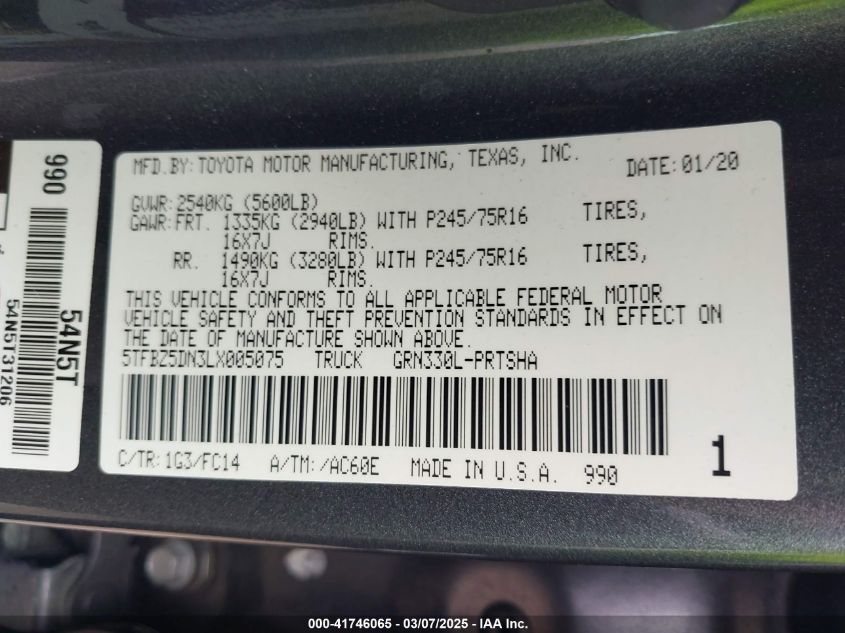 MFD.BY:TOYOTA MOTOR MANUFACTURING, TEXAS, INC. DATE:01/20
GVWR:2540KG (5600LB)
GAWR:FRT. 1335KG (2940LB) WITH P245/75R16 TIRES,
16X7J RIMS.
RR. 1490KG (3280LB) WITH P245/75R16 TIRES,
16X7J RIMS.
THIS VEHICLE CONFORMS TO ALL APPLICABLE FEDERAL MOTOR
VEHICLE SAFETY AND THEFT PREVENTION STANDARDS IN EFFECT ON
THE DATE OF MANUFACTURE SHOWN ABOVE.
5TFBZ5DN3LX005075 TRUCK GRN330L-PRTSHA
C/TR:1G3/FC14 A/TM:/AC60E MADE IN U.S.A. 990
1
990
54N5T
54N5T31206
000-41746065 - 03/07/2025 - IAA Inc.